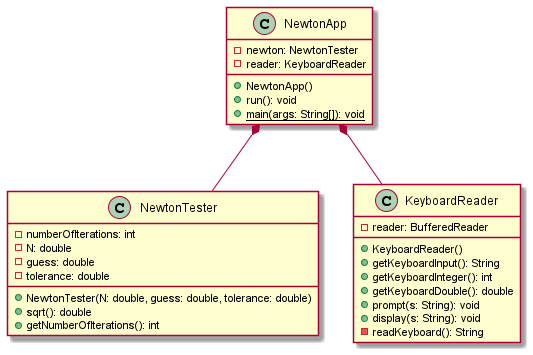 C NewtonApp
newton: NewtonTester
reader: KeyboardReader
NewtonApp()
run(): void
main(args: String[]): void
C NewtonTester
numberOfIterations: int
N: double
guess: double
tolerance: double
NewtonTester(N: double, guess: double, tolerance: double)
sqrt(): double
getNumberOfIterations(): int
C KeyboardReader
reader: BufferedReader
KeyboardReader()
getKeyboardInput(): String
getKeyboardInteger(): int
getKeyboardDouble(): double
prompt(s: String): void
display(s: String): void
readKeyboard(): String